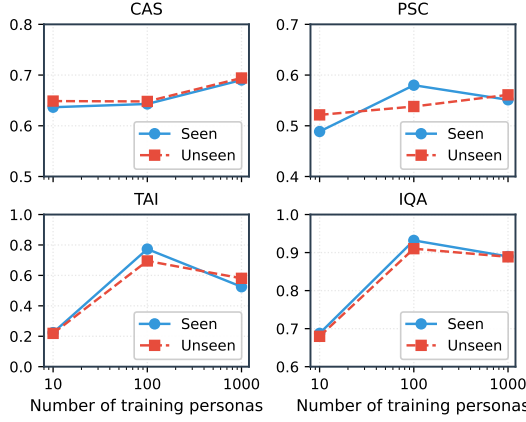 CAS
0.8
0.7
0.6
0.5
Seen
Unseen
PSC
0.7
0.6
0.5
0.4
Seen
Unseen
TAI
1.0
0.8
0.6
0.4
0.2
0.0
10
100
1000
Seen
Unseen
Number of training personas
IQA
1.0
0.9
0.8
0.7
0.6
10
100
1000
Seen
Unseen
Number of training personas